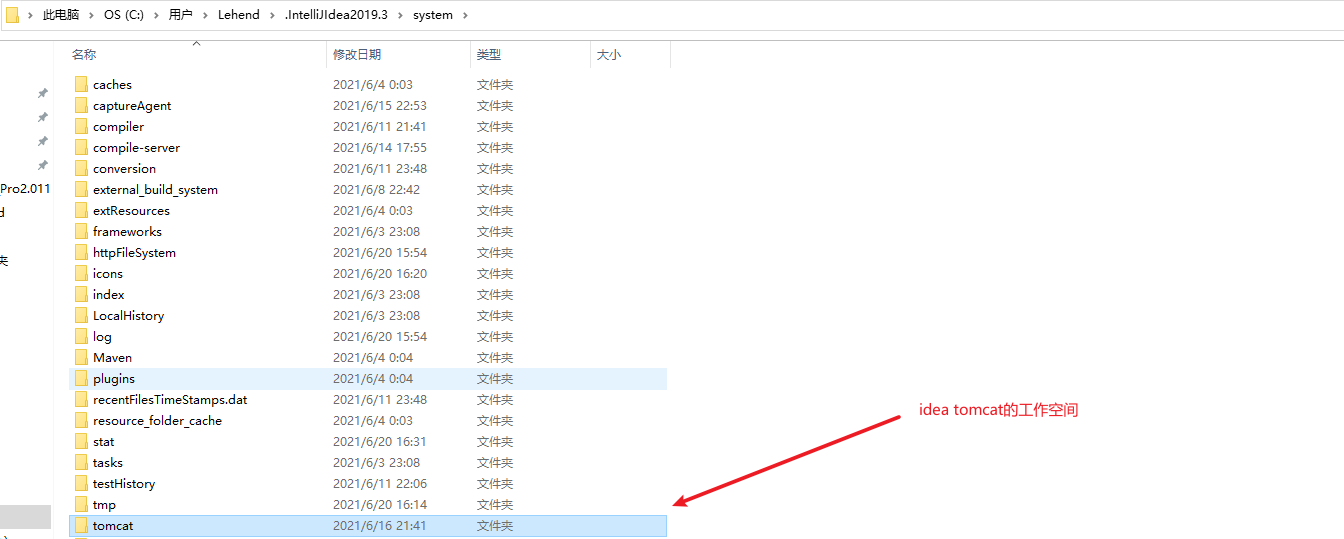 此电脑 > OS (C:) > 用户 > Lehend > .IntelliJIdea2019.3 > system >
名称 修改日期 类型 大小
caches 2021/6/4 0:03 文件夹
captureAgent 2021/6/15 22:53 文件夹
compiler 2021/6/11 21:41 文件夹
compile-server 2021/6/14 17:55 文件夹
conversion 2021/6/11 23:48 文件夹
_Pro2.011 external_build_system 2021/6/8 22:42 文件夹
d extResources 2021/6/4 0:03 文件夹
frameworks 2021/6/3 23:08 文件夹
夹 httpFileSystem 2021/6/20 15:54 文件夹
icons 2021/6/20 16:20 文件夹
index 2021/6/3 23:08 文件夹
LocalHistory 2021/6/3 23:08 文件夹
log 2021/6/20 15:54 文件夹
Maven 2021/6/4 0:04 文件夹
plugins 2021/6/4 0:04 文件夹
recentFilesTimeStamps.dat 2021/6/11 23:48 文件夹
idea tomcat的工作空间
resource_folder_cache 2021/6/4 0:03 文件夹
stat 2021/6/20 16:31 文件夹
tasks 2021/6/3 23:08 文件夹
testHistory 2021/6/11 22:06 文件夹
tmp 2021/6/20 16:14 文件夹
tomcat 2021/6/16 21:41 文件夹